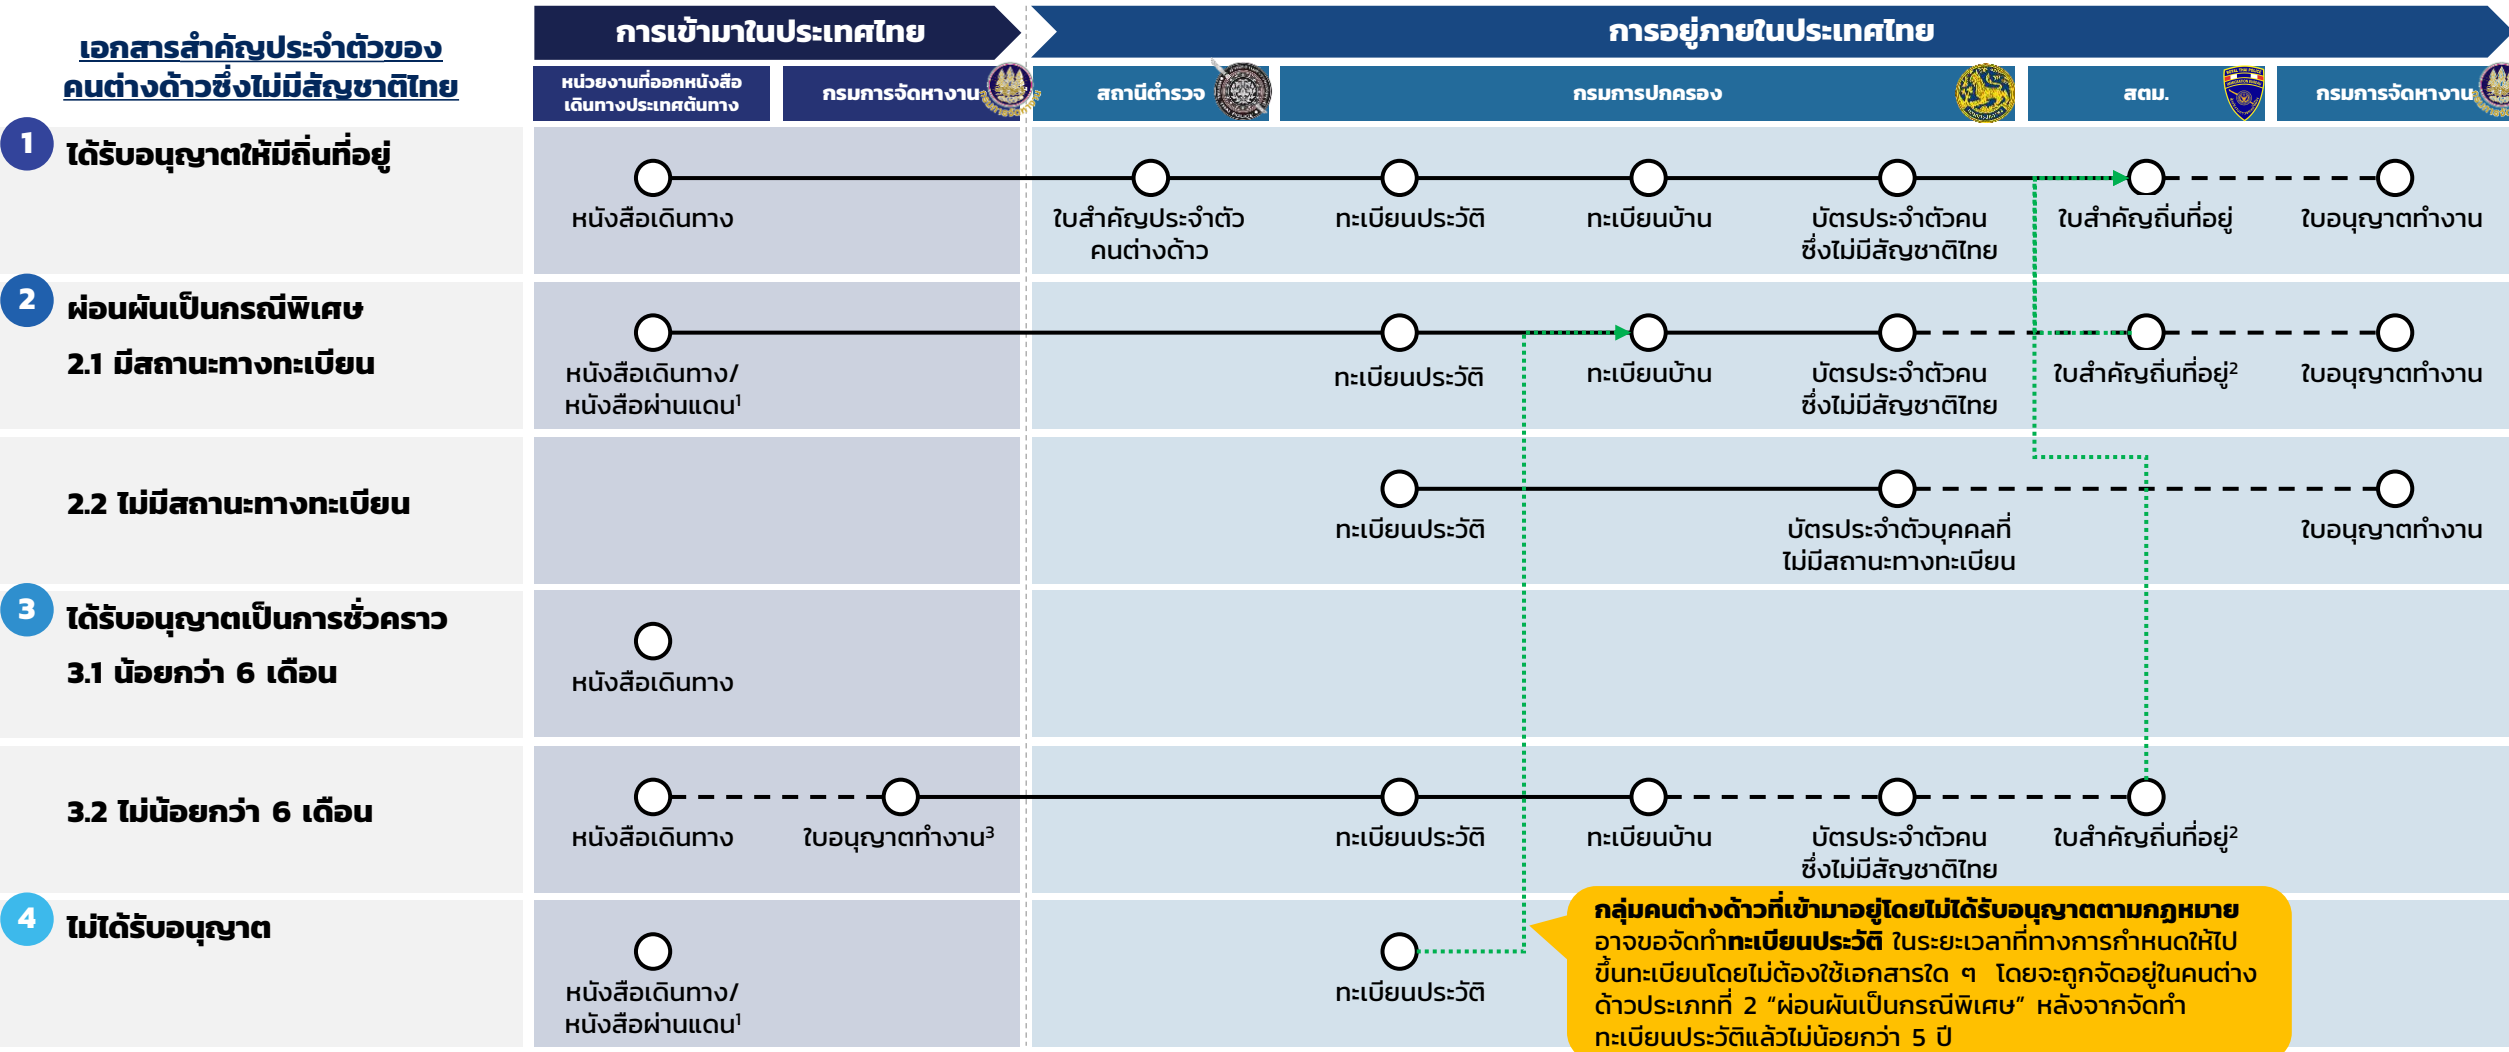 เอกสารสำคัญประจำตัวของ
คนต่างด้าวซึ่งไม่มีสัญชาติไทย
การเข้ามาในประเทศไทย
การอยู่ภายในประเทศไทย
หน่วยงานที่ออกหนังสือ
เดินทางประเทศต้นทาง
กรมการจัดหางาน
สถานีตำรวจ
กรมการปกครอง
สตม.
กรมการจัดหางาน
1
ได้รับอนุญาตให้มีถิ่นที่อยู่
หนังสือเดินทาง
ใบสำคัญประจำตัว
คนต่างด้าว
ทะเบียนประวัติ
ทะเบียนบ้าน
บัตรประจำตัวคน
ซึ่งไม่มีสัญชาติไทย
ใบสำคัญถิ่นที่อยู่
ใบอนุญาตทำงาน
2
ผ่อนผันเป็นกรณีพิเศษ
2.1 มีสถานะทางทะเบียน
หนังสือเดินทาง/
หนังสือผ่านแดน1
ทะเบียนประวัติ
ทะเบียนบ้าน
บัตรประจำตัวคน
ซึ่งไม่มีสัญชาติไทย
ใบสำคัญถิ่นที่อยู่2
ใบอนุญาตทำงาน
2.2 ไม่มีสถานะทางทะเบียน
ทะเบียนประวัติ
บัตรประจำตัวบุคคลที่
ไม่มีสถานะทางทะเบียน
ใบอนุญาตทำงาน
3
ได้รับอนุญาตเป็นการชั่วคราว
3.1 น้อยกว่า 6 เดือน
หนังสือเดินทาง
3.2 ไม่น้อยกว่า 6 เดือน
หนังสือเดินทาง
ใบอนุญาตทำงาน3
ทะเบียนประวัติ
ทะเบียนบ้าน
บัตรประจำตัวคน
ซึ่งไม่มีสัญชาติไทย
ใบสำคัญถิ่นที่อยู่2
4
ไม่ได้รับอนุญาต
หนังสือเดินทาง/
หนังสือผ่านแดน1
ทะเบียนประวัติ
กลุ่มคนต่างด้าวที่เข้ามาอยู่โดยไม่ได้รับอนุญาตตามกฎหมาย
อาจขอจัดทำทะเบียนประวัติ ในระยะเวลาที่ทางการกำหนดให้ไป
ขึ้นทะเบียนโดยไม่ต้องใช้เอกสารใด ๆ โดยจะถูกจัดอยู่ในคนต่าง
ด้าวประเภทที่ 2 “ผ่อนผันเป็นกรณีพิเศษ” หลังจากจัดทำ
ทะเบียนประวัติแล้วไม่น้อยกว่า 5 ปี